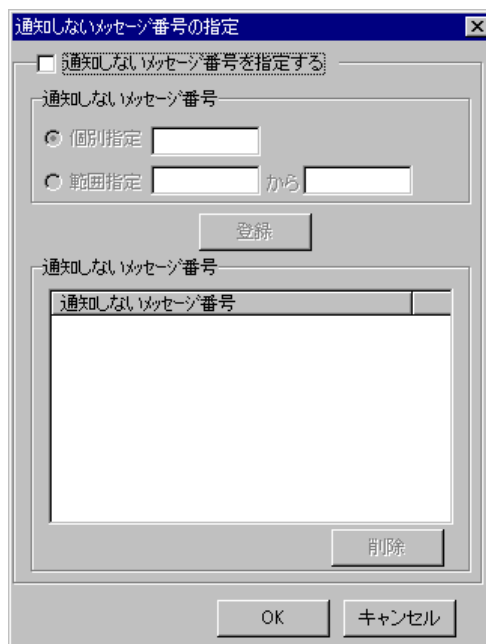 通知しないメッセージ番号の指定
通知しないメッセージ番号を指定する
通知しないメッセージ番号
個別指定
範囲指定 から
登録
通知しないメッセージ番号
通知しないメッセージ番号
削除
OK キャンセル